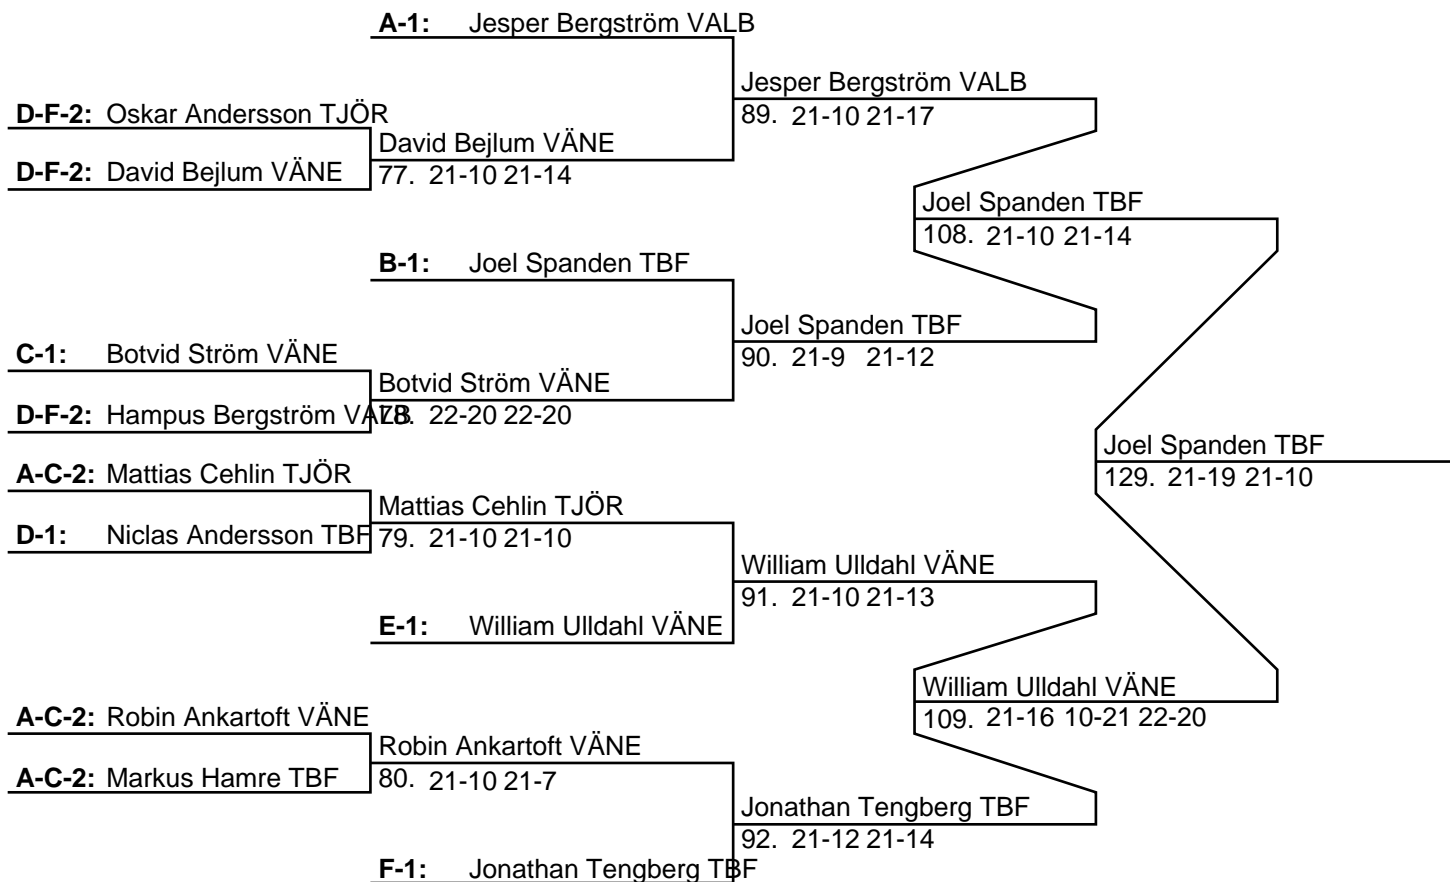 A-1: Jesper Bergström VALB
Jesper Bergström VALB
89. 21-10 21-17
D-F-2: Oskar Andersson TJÖR
David Bejlum VÄNE
D-F-2: David Bejlum VÄNE
77. 21-10 21-14
Joel Spanden TBF
108. 21-10 21-14
B-1: Joel Spanden TBF
Joel Spanden TBF
90. 21-9 21-12
C-1: Botvid Ström VÄNE
Botvid Ström VÄNE
D-F-2: Hampus Bergström VALB
78. 22-20 22-20
Joel Spanden TBF
129. 21-19 21-10
A-C-2: Mattias Cehlin TJÖR
Mattias Cehlin TJÖR
D-1: Niclas Andersson TBF
79. 21-10 21-10
William Ulldahl VÄNE
91. 21-10 21-13
E-1: William Ulldahl VÄNE
William Ulldahl VÄNE
109. 21-16 10-21 22-20
A-C-2: Robin Ankartoft VÄNE
Robin Ankartoft VÄNE
A-C-2: Markus Hamre TBF
80. 21-10 21-7
Jonathan Tengberg TBF
92. 21-12 21-14
F-1: Jonathan Tengberg TBF